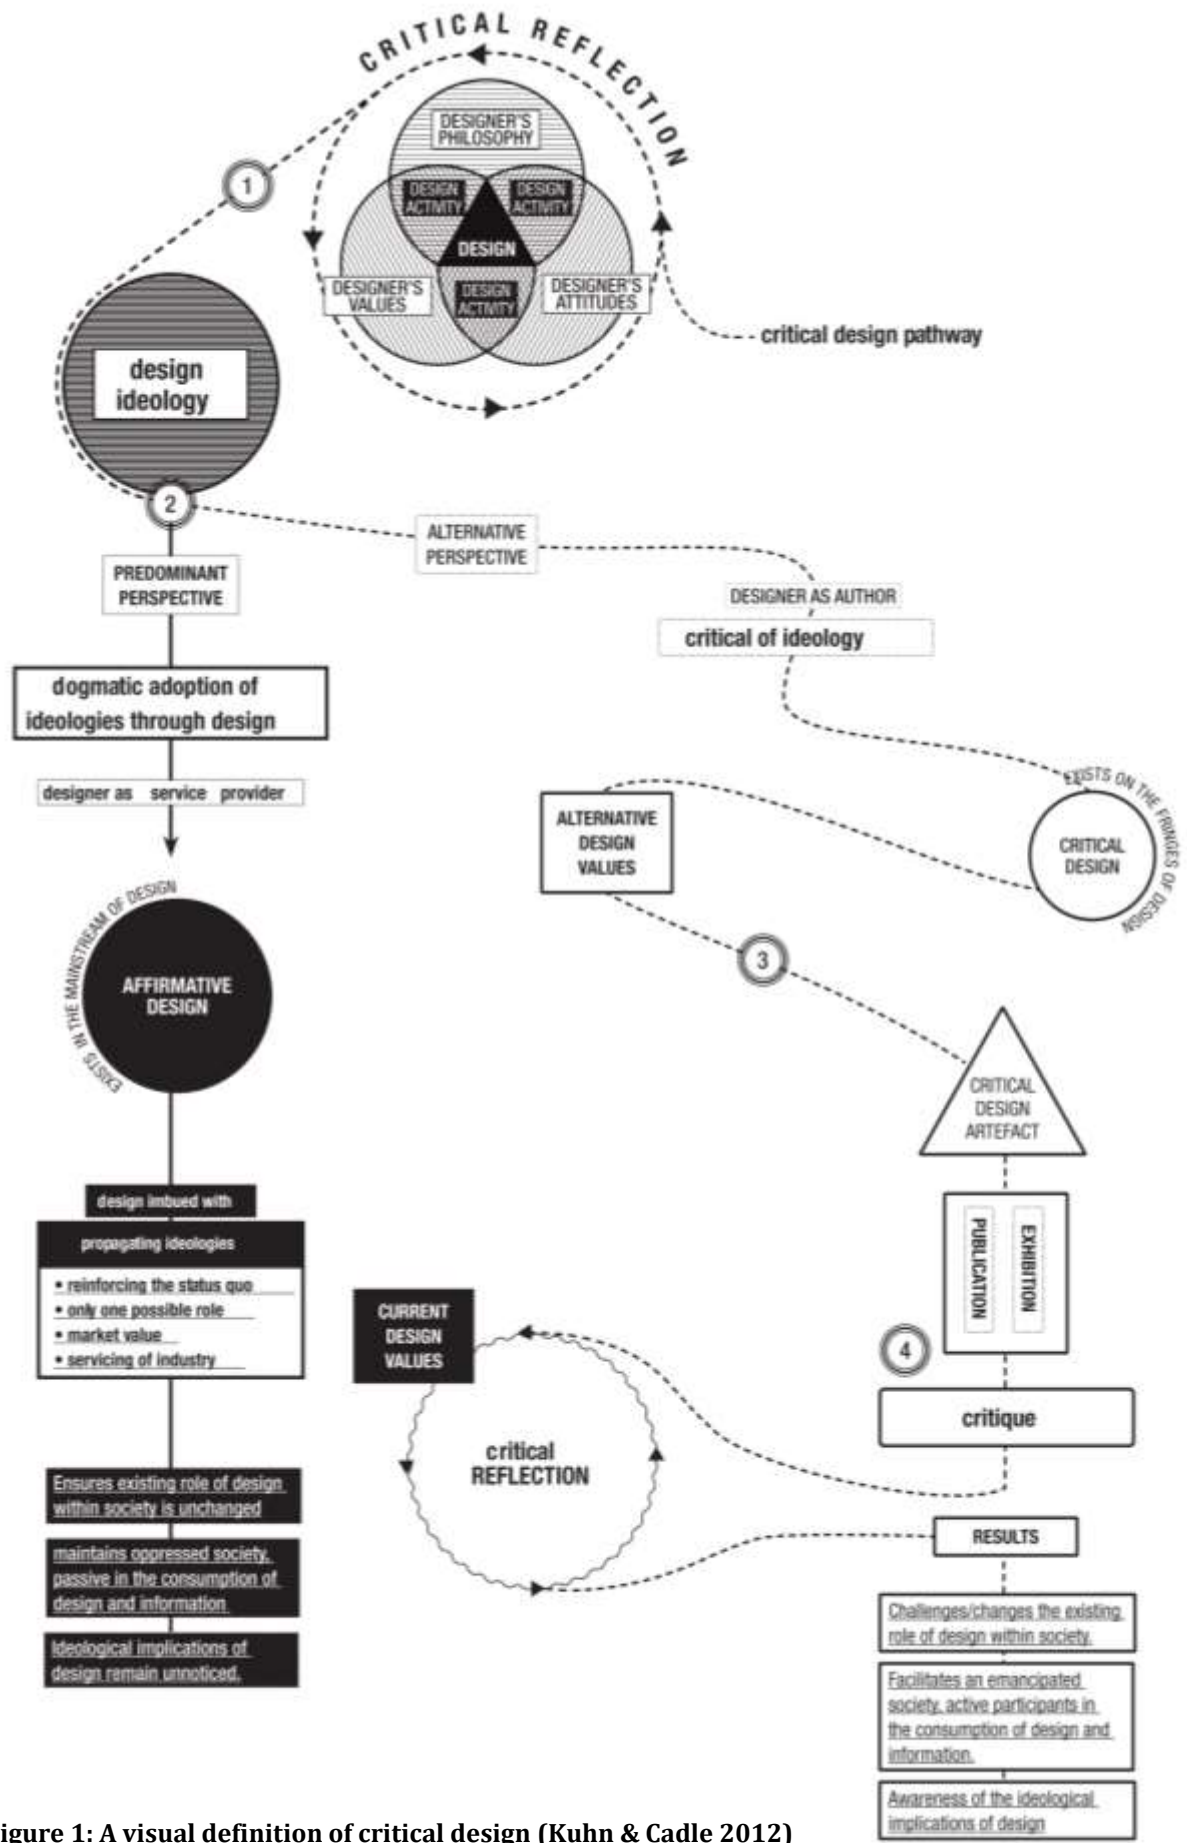 CRITICAL REFLECTION
DESIGNER'S
PHILOSOPHY
DESIGN
ACTIVITY
DESIGN
ACTIVITY
DESIGN
DESIGNER'S
VALUES
DESIGN
ACTIVITY
DESIGNER'S
ATTITUDES
critical design pathway
1
design
ideology
2
ALTERNATIVE
PERSPECTIVE
PREDOMINANT
PERSPECTIVE
DESIGNER AS AUTHOR
critical of ideology
dogmatic adoption of
ideologies through design
designer as service provider
EXISTS ON THE FRINGES OF DESIGN
CRITICAL
DESIGN
ALTERNATIVE
DESIGN
VALUES
3
EXISTS IN THE MAINSTREAM OF DESIGN
AFFIRMATIVE
DESIGN
CRITICAL
DESIGN
ARTEFACT
design imbued with
propagating ideologies
• reinforcing the status quo
• only one possible role
• market value
• servicing of industry
PUBLICATION
EXHIBITION
4
critique
CURRENT
DESIGN
VALUES
critical
REFLECTION
Ensures existing role of design
within society is unchanged
maintains oppressed society,
passive in the consumption of
design and information
Ideological implications of
design remain unnoticed.
RESULTS
Challenges/changes the existing
role of design within society.
Facilitates an emancipated
society, active participants in
the consumption of design and
information.
Awareness of the ideological
implications of design
igure 1: A visual definition of critical design (Kuhn & Cadle 2012)